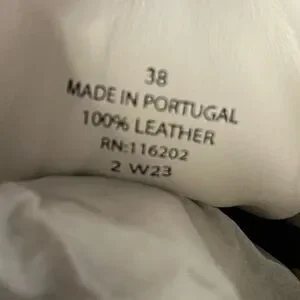 38
MADE IN PORTUGAL
100% LEATHER
RN:116202
2 W23